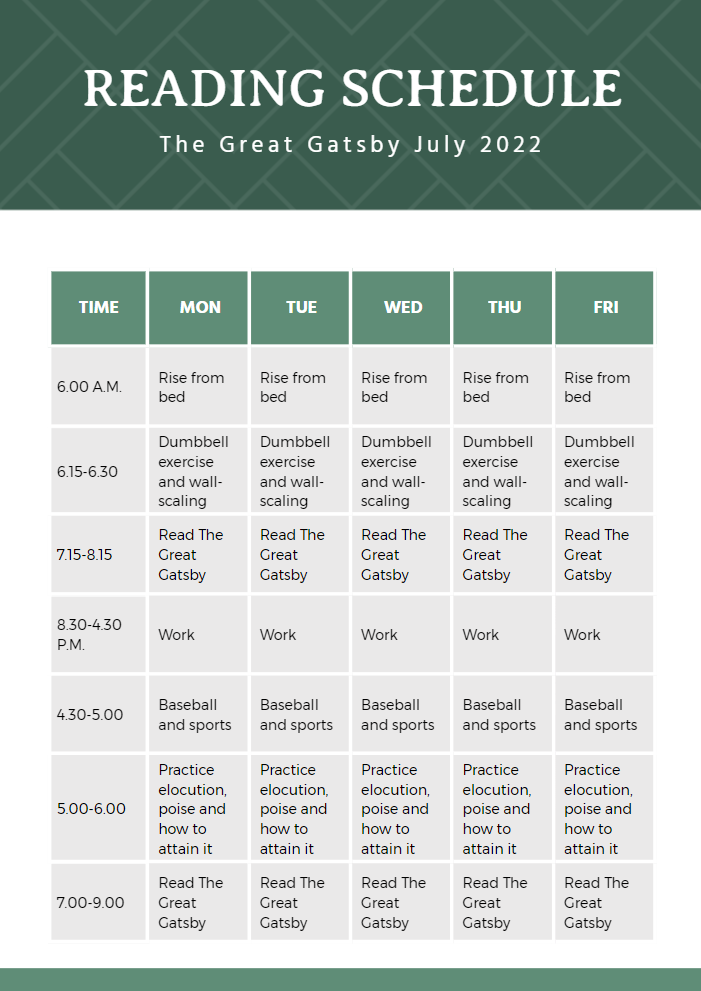 READING SCHEDULE
The Great Gatsby July 2022
TIME MON TUE WED THU FRI
6.00 A.M.
Rise from
bed
Rise from
bed
Rise from
bed
Rise from
bed
Rise from
bed
6.15-6.30
Dumbbell
exercise
and wall-
scaling
Dumbbell
exercise
and wall-
scaling
Dumbbell
exercise
and wall-
scaling
Dumbbell
exercise
and wall-
scaling
Dumbbell
exercise
and wall-
scaling
7.15-8.15
Read The
Great
Gatsby
Read The
Great
Gatsby
Read The
Great
Gatsby
Read The
Great
Gatsby
Read The
Great
Gatsby
8.30-4.30
P.M.
Work
Work
Work
Work
Work
4.30-5.00
Baseball
and sports
Baseball
and sports
Baseball
and sports
Baseball
and sports
Baseball
and sports
5.00-6.00
Practice
elocution,
poise and
how to
attain it
Practice
elocution,
poise and
how to
attain it
Practice
elocution,
poise and
how to
attain it
Practice
elocution,
poise and
how to
attain it
Practice
elocution,
poise and
how to
attain it
7.00-9.00
Read The
Great
Gatsby
Read The
Great
Gatsby
Read The
Great
Gatsby
Read The
Great
Gatsby
Read The
Great
Gatsby